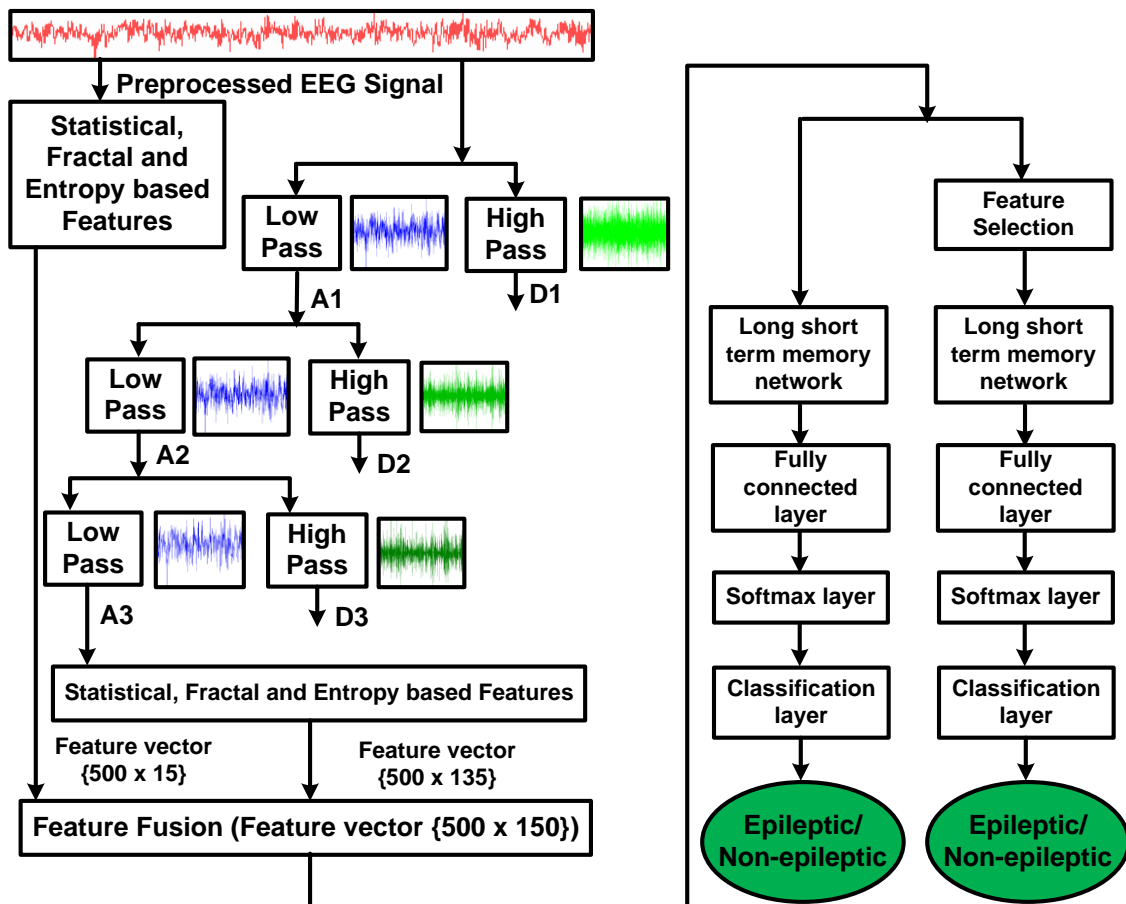 Preprocessed EEG Signal
Statistical,
Fractal and
Entropy based
Features
Low
Pass
High
Pass
A1
D1
Low
Pass
High
Pass
A2
D2
Low
Pass
High
Pass
A3
D3
Statistical, Fractal and Entropy based Features
Feature vector
{500 x 15}
Feature vector
{500 x 135}
Feature Fusion (Feature vector {500 x 150})
Feature
Selection
Long short
term memory
network
Long short
term memory
network
Fully
connected
layer
Fully
connected
layer
Softmax layer
Softmax layer
Classification
layer
Classification
layer
Epileptic/
Non-epileptic
Epileptic/
Non-epileptic